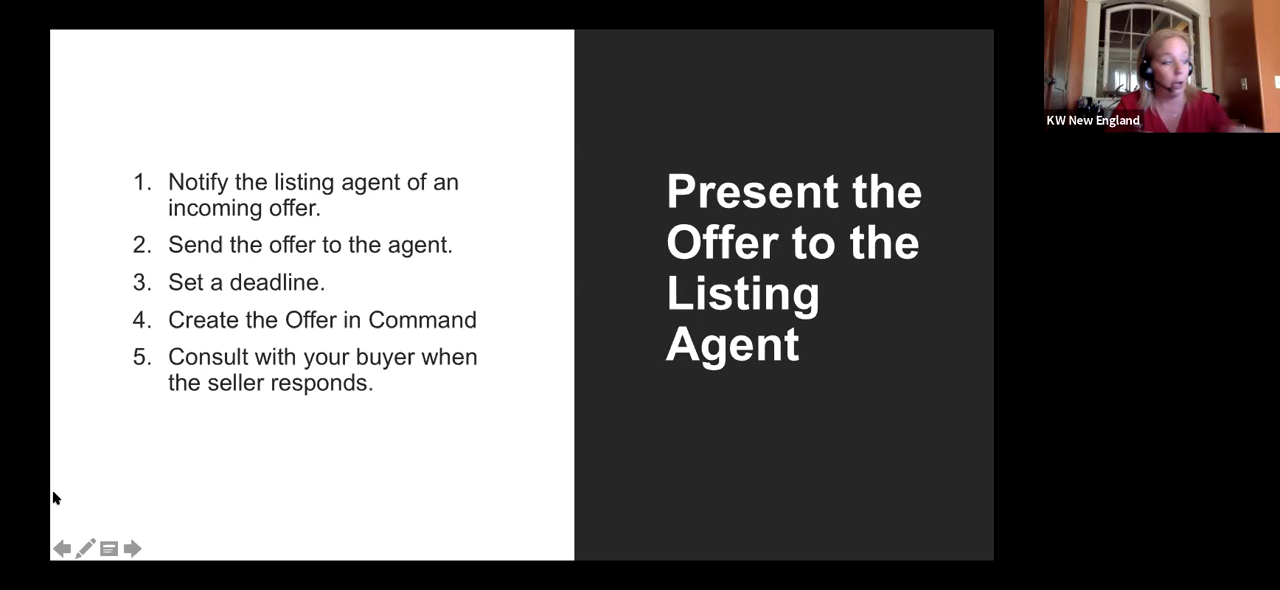 1. Notify the listing agent of an
incoming offer.
2. Send the offer to the agent.
3. Set a deadline.
4. Create the Offer in Command
5. Consult with your buyer when
the seller responds.
Present the
Offer to the
Listing
Agent
KW New England